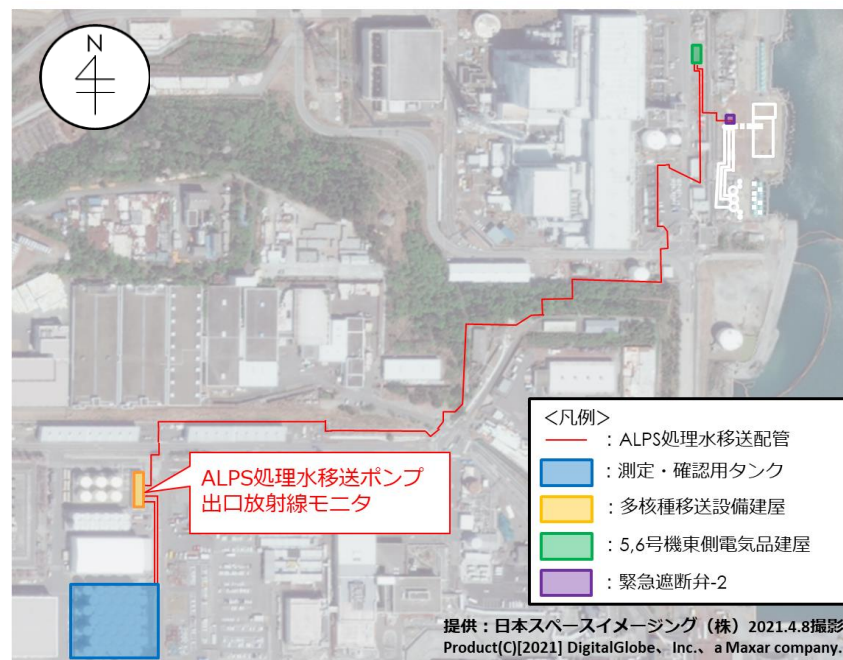 N
ALPS処理水移送ポンプ
出口放射線モニタ
<凡例>
：ALPS処理水移送配管
：測定・確認用タンク
：多核種移送設備建屋
：5,6号機東側電気品建屋
：緊急遮断弁-2
提供：日本スペースイメージング（株）2021.4.8撮影
Product(C)[2021] DigitalGlobe、Inc.、a Maxar company.